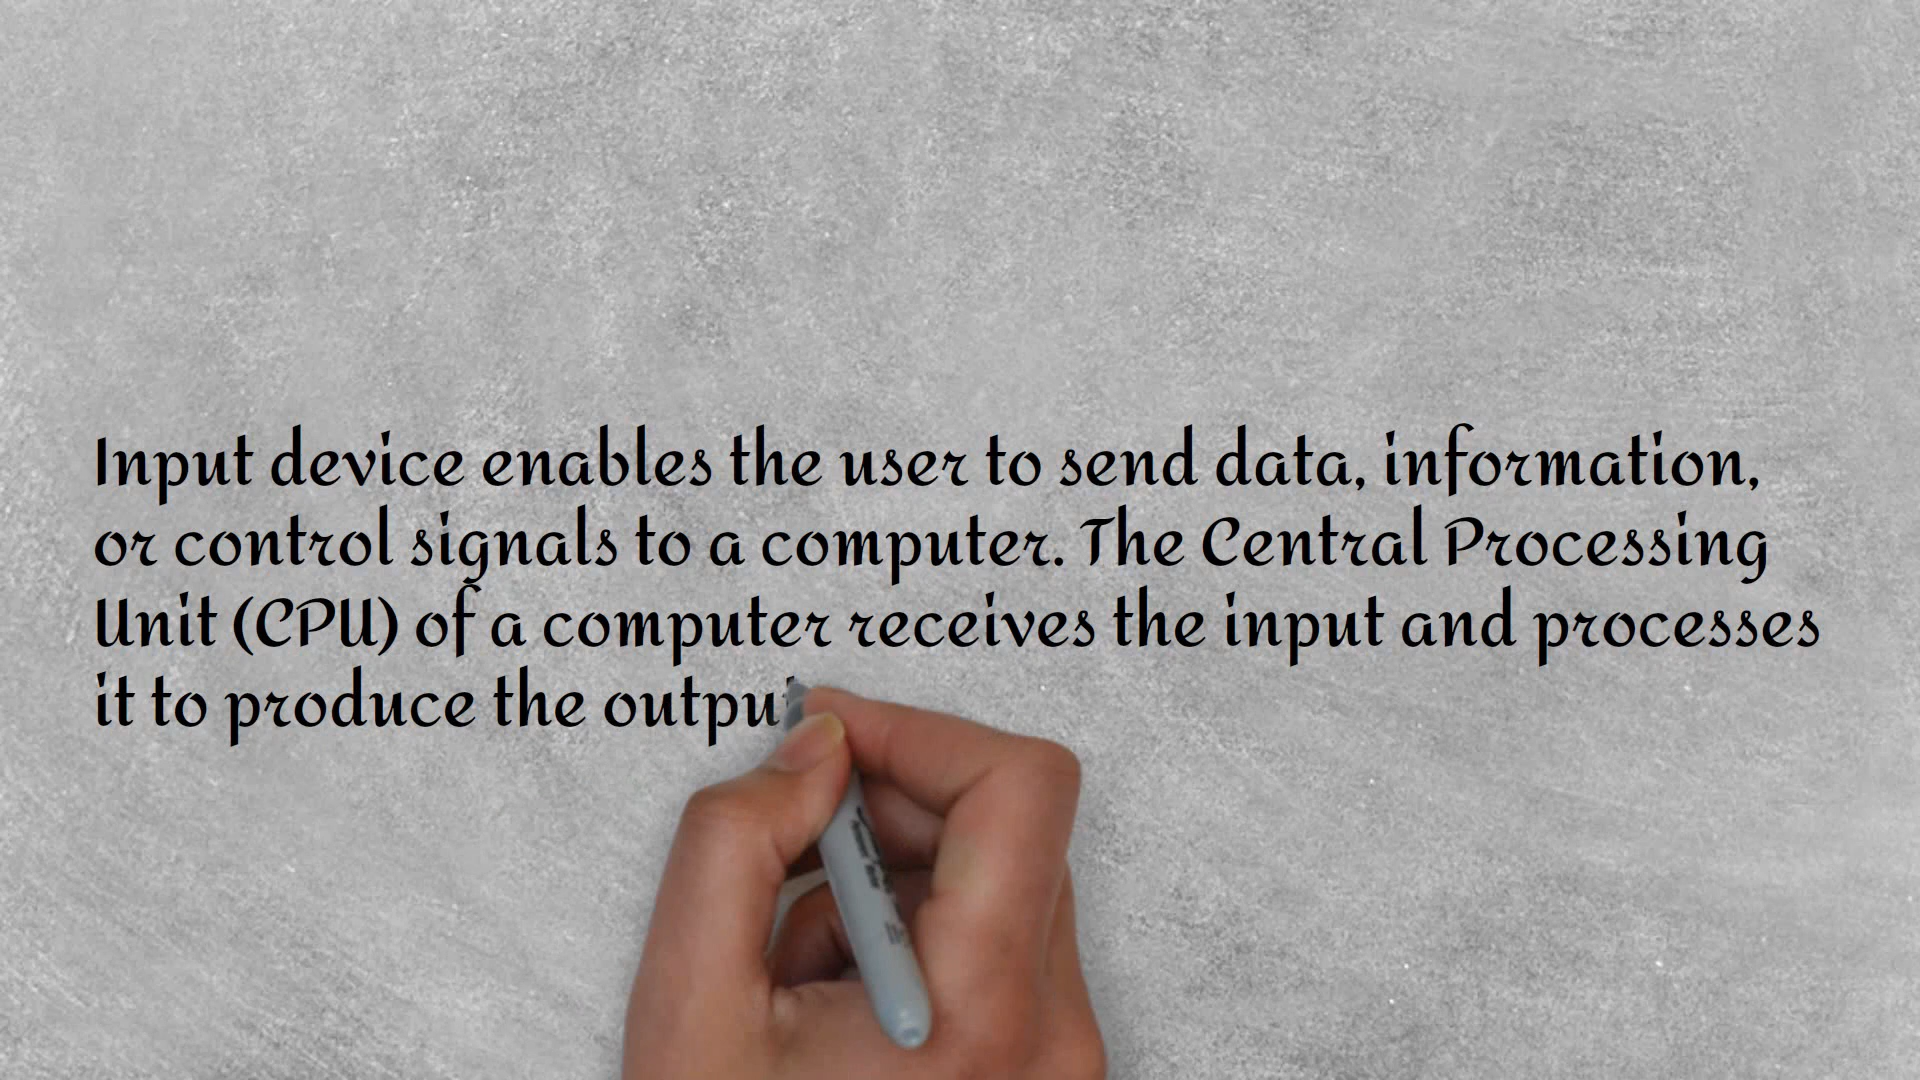 Input device enables the user to send data, information,
or control signals to a computer. The Central Processing
Unit (CPU) of a computer receives the input and processes
it to produce the output